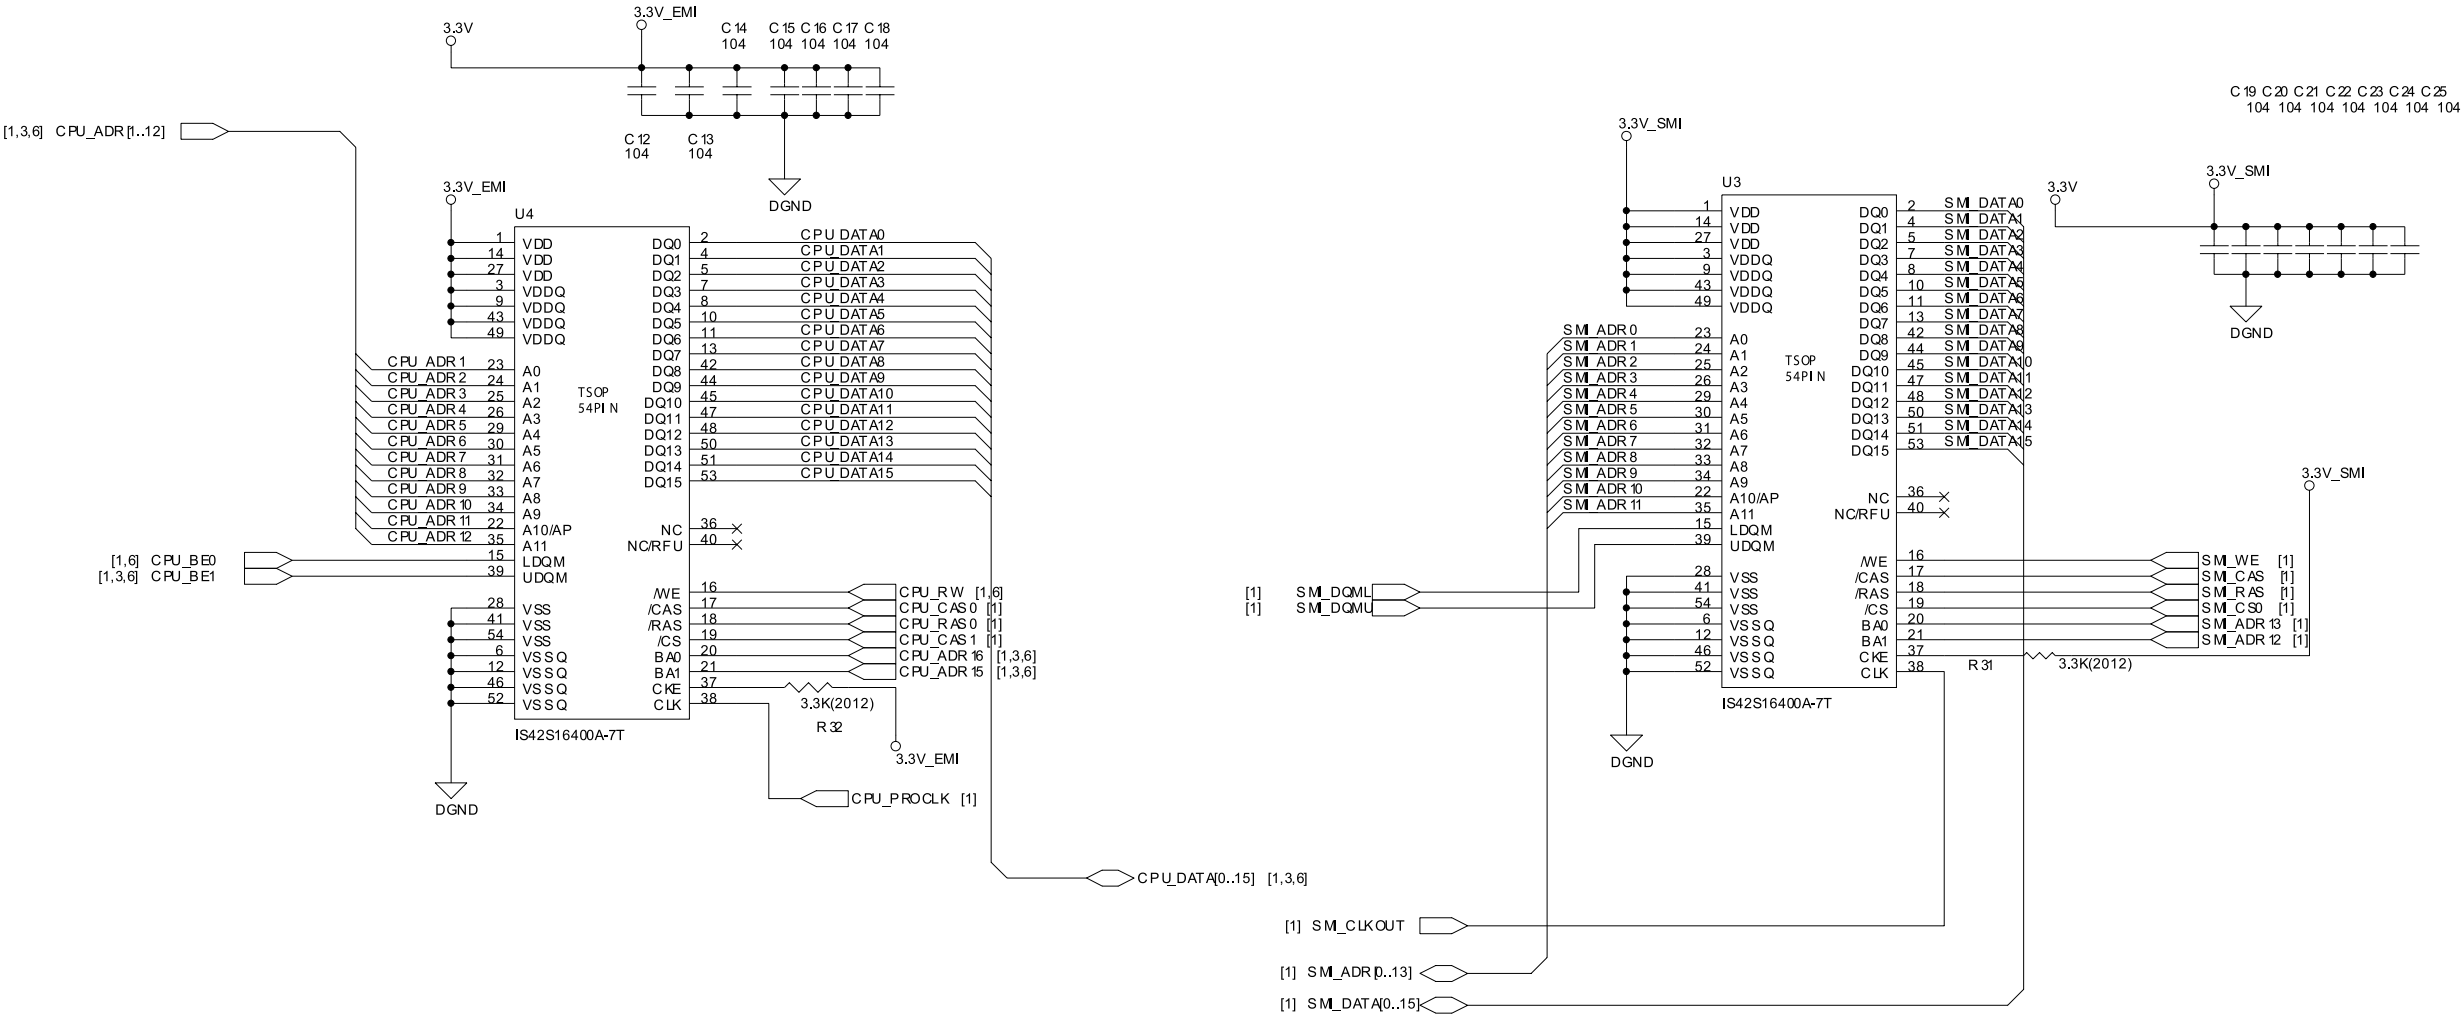 3.3V
3.3V_EMI
C14 C15 C16 C17 C18
104 104 104 104 104
C12 C13
104 104
DGND
[1,3,6] CPU_ADR[1..12]
3.3V_EMI
U4
1 VDD DQ0 2 CPU_DATA0
14 VDD DQ1 4 CPU_DATA1
27 VDD DQ2 5 CPU_DATA2
3 VDDQ DQ3 7 CPU_DATA3
9 VDDQ DQ4 8 CPU_DATA4
43 VDDQ DQ5 10 CPU_DATA5
49 VDDQ DQ6 11 CPU_DATA6
DQ7 13 CPU_DATA7
CPU_ADR1 23 A0 DQ8 42 CPU_DATA8
CPU_ADR2 24 A1 DQ9 44 CPU_DATA9
CPU_ADR3 25 A2 DQ10 45 CPU_DATA10
CPU_ADR4 26 A3 DQ11 47 CPU_DATA11
CPU_ADR5 29 A4 DQ12 48 CPU_DATA12
CPU_ADR6 30 A5 DQ13 50 CPU_DATA13
CPU_ADR7 31 A6 DQ14 51 CPU_DATA14
CPU_ADR8 32 A7 DQ15 53 CPU_DATA15
CPU_ADR9 33 A8
CPU_ADR10 34 A9
CPU_ADR11 22 A10/AP NC 36
CPU_ADR12 35 A11 NC/RFU 40
TSOP
54PIN
[1,6] CPU_BE0 15 LDQM
[1,3,6] CPU_BE1 39 UDQM
/WE 16 CPU_RW [1,6]
28 VSS /CAS 17 CPU_CAS0 [1]
41 VSS /RAS 18 CPU_RAS0 [1]
54 VSS /CS 19 CPU_CAS1 [1]
6 VSSQ BA0 20 CPU_ADR16 [1,3,6]
12 VSSQ BA1 21 CPU_ADR15 [1,3,6]
46 VSSQ CKE 37
52 VSSQ CLK 38
3.3K(2012)
R32
IS42S16400A-7T
3.3V_EMI
CPU_PROCLK [1]
DGND
CPU_DATA[0..15] [1,3,6]
C19 C20 C21 C22 C23 C24 C25
104 104 104 104 104 104 104
3.3V_SMI
3.3V
3.3V_SMI
DGND
U3
1 VDD DQ0 2 SMI_DATA0
14 VDD DQ1 4 SMI_DATA1
27 VDD DQ2 5 SMI_DATA2
3 VDDQ DQ3 7 SMI_DATA3
9 VDDQ DQ4 8 SMI_DATA4
43 VDDQ DQ5 10 SMI_DATA5
49 VDDQ DQ6 11 SMI_DATA6
DQ7 13 SMI_DATA7
SMI_ADR0 23 A0 DQ8 42 SMI_DATA8
SMI_ADR1 24 A1 DQ9 44 SMI_DATA9
SMI_ADR2 25 A2 DQ10 45 SMI_DATA10
SMI_ADR3 26 A3 DQ11 47 SMI_DATA11
SMI_ADR4 29 A4 DQ12 48 SMI_DATA12
SMI_ADR5 30 A5 DQ13 50 SMI_DATA13
SMI_ADR6 31 A6 DQ14 51 SMI_DATA14
SMI_ADR7 32 A7 DQ15 53 SMI_DATA15
SMI_ADR8 33 A8
SMI_ADR9 34 A9
SMI_ADR10 22 A10/AP NC 36
SMI_ADR11 35 A11 NC/RFU 40
TSOP
54PIN
15 LDQM
39 UDQM
3.3V_SMI
[1] SMI_DQML
[1] SMI_DQMU
/WE 16 SMI_WE [1]
28 VSS /CAS 17 SMI_CAS [1]
41 VSS /RAS 18 SMI_RAS [1]
54 VSS /CS 19 SMI_CS0 [1]
6 VSSQ BA0 20 SMI_ADR13 [1]
12 VSSQ BA1 21 SMI_ADR12 [1]
46 VSSQ CKE 37
52 VSSQ CLK 38
R31 3.3K(2012)
IS42S16400A-7T
DGND
[1] SMI_CLKOUT
[1] SMI_ADR[0..13]
[1] SMI_DATA[0..15]